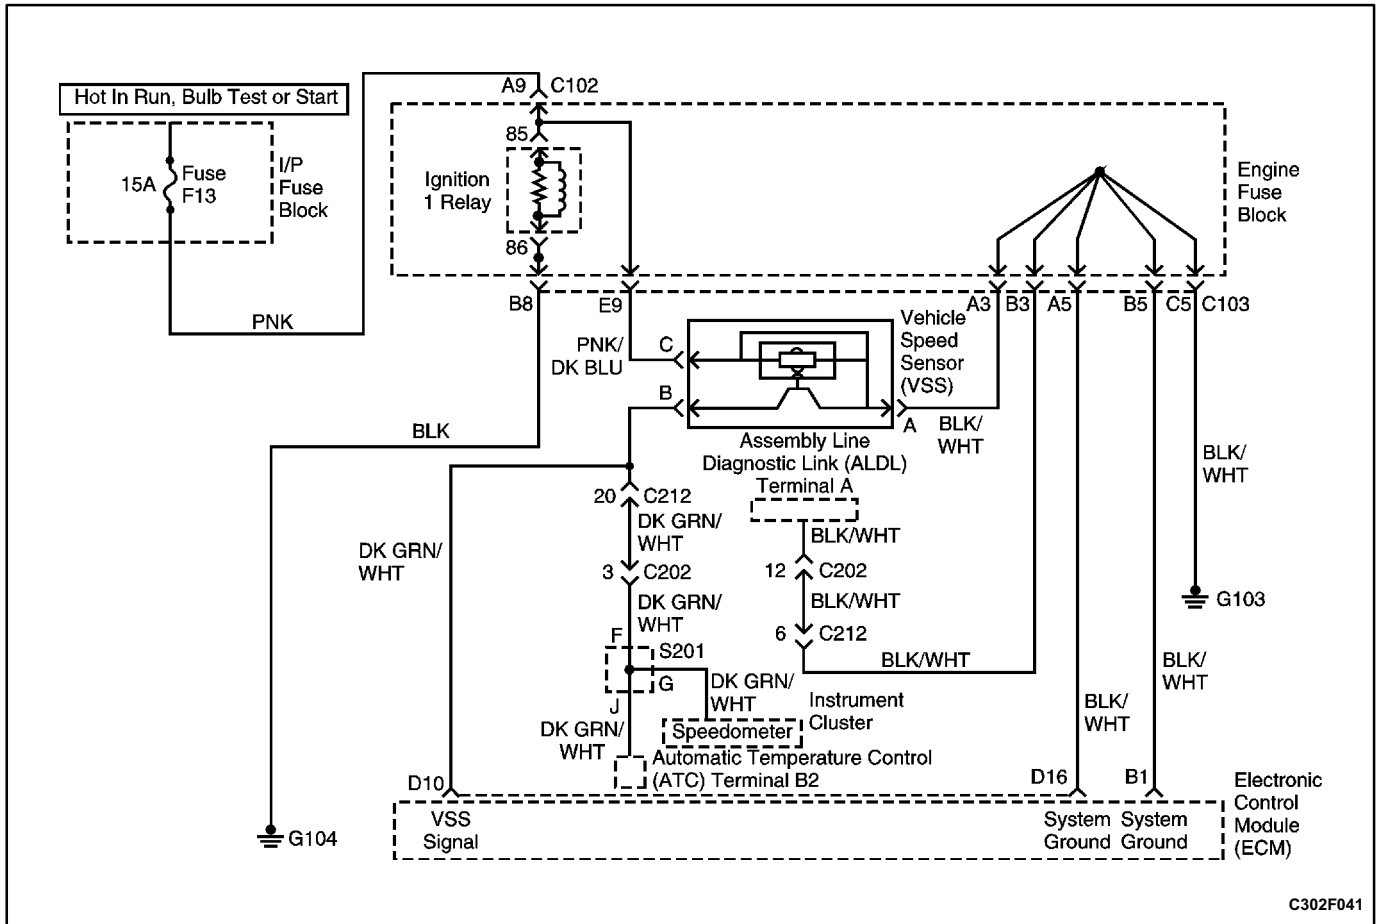 A9 C102
Hot In Run, Bulb Test or Start
85
Ignition
1 Relay
86
15A
Fuse
F13
I/P
Fuse
Block
Engine
Fuse
Block
PNK
B8
E9
A3
B3
A5
B5
C5
C103
PNK/
DK BLU
C
B
A
Vehicle
Speed
Sensor
(VSS)
BLK/
WHT
BLK
Assembly Line
Diagnostic Link (ALDL)
Terminal A
BLK/
WHT
20 C212
DK GRN/
WHT
BLK/WHT
DK GRN/
WHT
3 C202
12 C202
DK GRN/
WHT
BLK/WHT
G103
F
S201
G
J
6 C212
BLK/WHT
BLK/
WHT
DK GRN/
WHT
Instrument
Cluster
BLK/
WHT
DK GRN/
WHT
Speedometer
Automatic Temperature Control
(ATC) Terminal B2
D10
D16
B1
Electronic
Control
Module
(ECM)
VSS
Signal
System
Ground
System
Ground
G104
C302F041